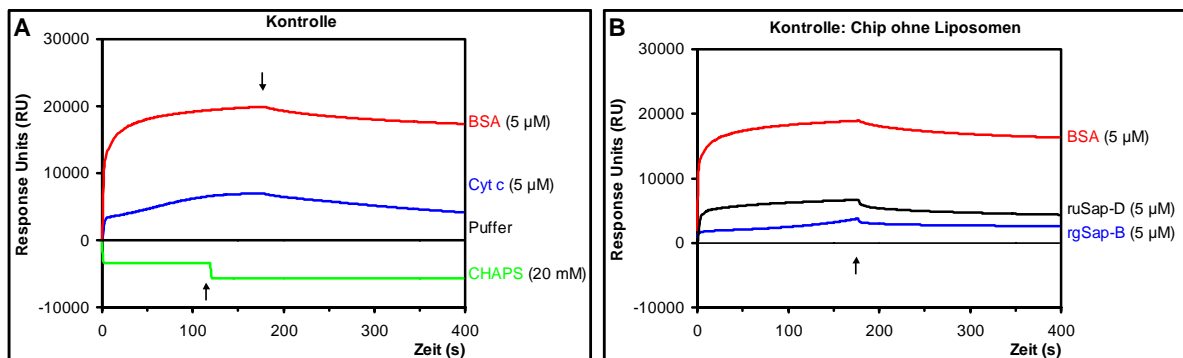 A
Kontrolle
Response Units (RU)
30000
20000
10000
0
-10000
0 100 200 300 400
Zeit (s)
BSA (5 µM)
Cyt c (5 µM)
Puffer
CHAPS (20 mM)
B
Kontrolle: Chip ohne Liposomen
Response Units (RU)
30000
20000
10000
0
-10000
0 100 200 300 400
Zeit (s)
BSA (5 µM)
ruSap-D (5 µM)
rgSap-B (5 µM)